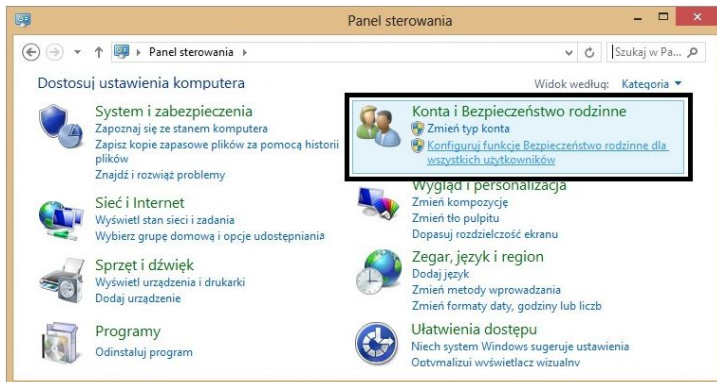 Panel sterowania
Panel sterowania
Szukaj w Pa...
Dostosuj ustawienia komputera
Widok według: Kategoria
System i zabezpieczenia
Zapoznaj się ze stanem komputera
Zapisz kopie zapasowe plików za pomocą historii
plików
Znajdź i rozwiąż problemy
Sieć i Internet
Wyświetl stan sieci i zadania
Wybierz grupę domową i opcje udostępniania
Sprzęt i dźwięk
Wyświetl urządzenia i drukarki
Dodaj urządzenie
Programy
Odinstaluj program
Konta i Bezpieczeństwo rodzinne
Zmień typ konta
Konfiguruj funkcje Bezpieczeństwo rodzinne dla
wszystkich użytkowników
Wygląd i personalizacja
Zmień kompozycję
Zmień tło pulpitu
Dopasuj rozdzielczość ekranu
Zegar, język i region
Dodaj język
Zmień metody wprowadzania
Zmień formaty daty, godziny lub liczb
Ułatwienia dostępu
Niech system Windows sugeruje ustawienia
Optymalizuj wyświetlacz wizualny